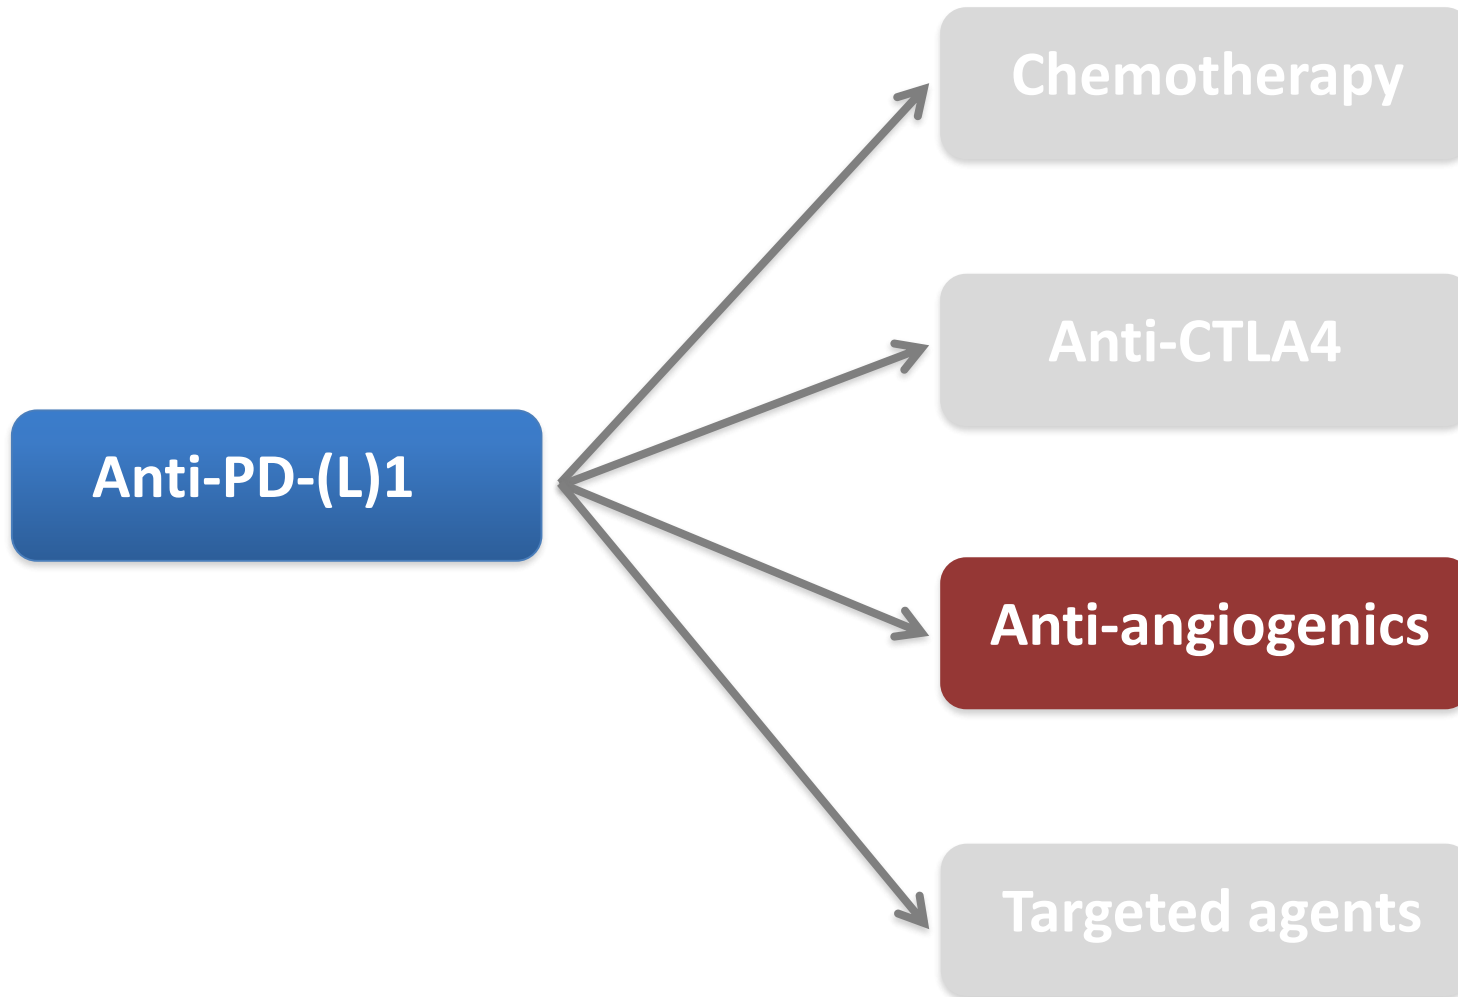 Chemotherapy
Anti-CTLA4
Anti-PD-(L)1
Anti-angiogenics
Targeted agents